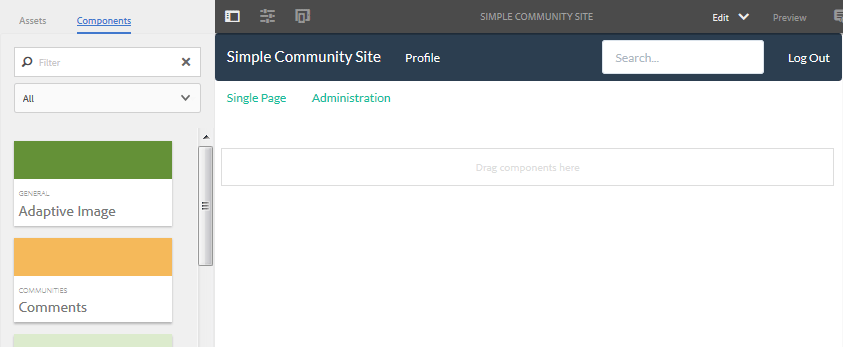 Assets Components
Filter
All
GENERAL
Adaptive Image
COMMUNITIES
Comments
SIMPLE COMMUNITY SITE Edit Preview
Simple Community Site Profile Search... Log Out
Single Page Administration
Drag components here